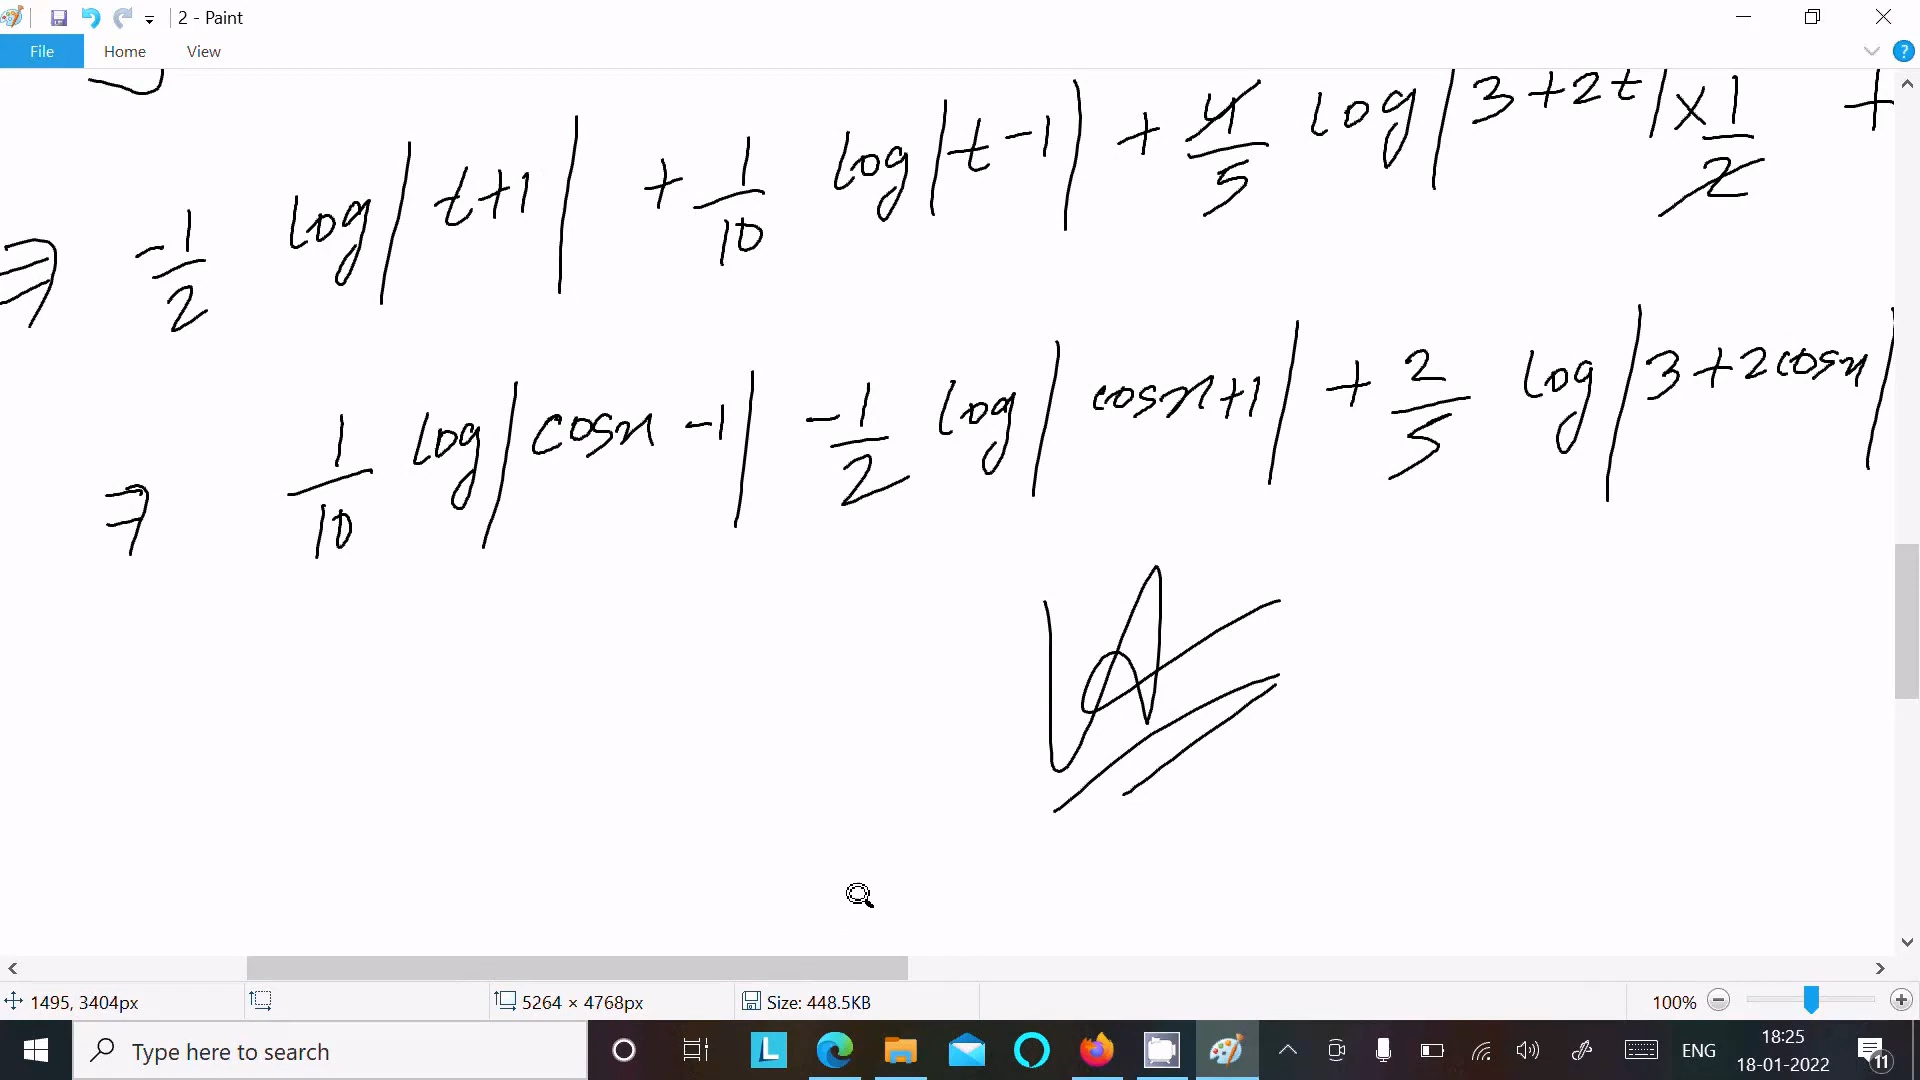 2 - Paint
File Home View
⇒ -1/2 log|t+1| + 1/10 log|t-1| + 4/5 log|3+2t| × 1/2 +
⇒ 1/10 log|cosx -1| -1/2 log|cosx+1| + 2/5 log|3+2cosx|
1495, 3404px 5264 × 4768px Size: 448.5KB 100%
Type here to search L ENG 18:25 11
18-01-2022